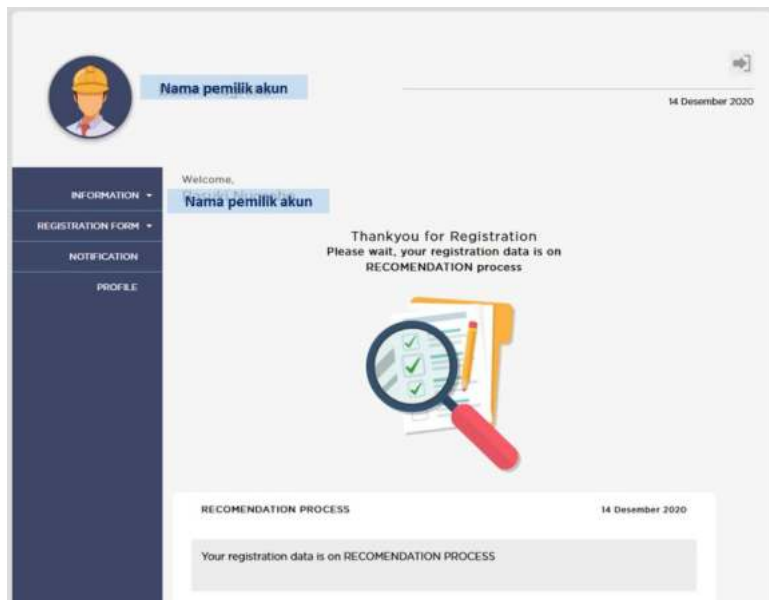 Nama pemilik akun
14 Desember 2020
Welcome,
Nama pemilik akun
INFORMATION
REGISTRATION FORM
NOTIFICATION
PROFILE
Thankyou for Registration
Please wait, your registration data is on
RECOMENDATION process
RECOMENDATION PROCESS
14 Desember 2020
Your registration data is on RECOMENDATION PROCESS